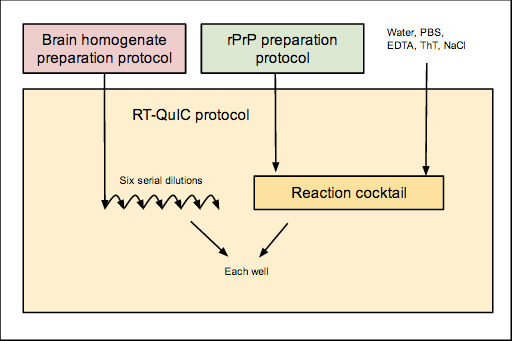 Brain homogenate
preparation protocol
rPrP preparation
protocol
Water, PBS,
EDTA, ThT, NaCl
RT-QuIC protocol
Six serial dilutions
Reaction cocktail
Each well